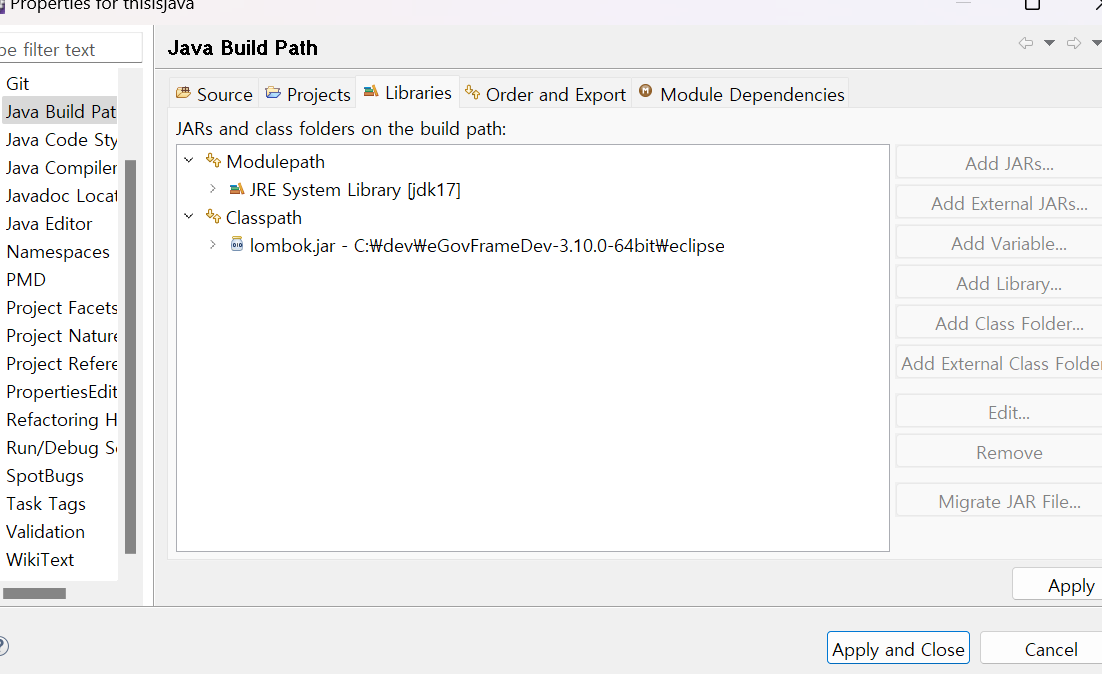 Properties for thisisjava
pe filter text
Git
Java Build Pat
Java Code Sty
Java Compiler
Javadoc Locat
Java Editor
Namespaces
PMD
Project Facets
Project Nature
Project Refere
PropertiesEdit
Refactoring H
Run/Debug Se
SpotBugs
Task Tags
Validation
WikiText
Java Build Path
Source
Projects
Libraries
Order and Export
Module Dependencies
JARs and class folders on the build path:
Modulepath
JRE System Library [jdk17]
Classpath
lombok.jar - C:₩dev₩eGovFrameDev-3.10.0-64bit₩eclipse
Add JARs...
Add External JARs...
Add Variable...
Add Library...
Add Class Folder...
Add External Class Folder
Edit...
Remove
Migrate JAR File...
Apply
Apply and Close
Cancel